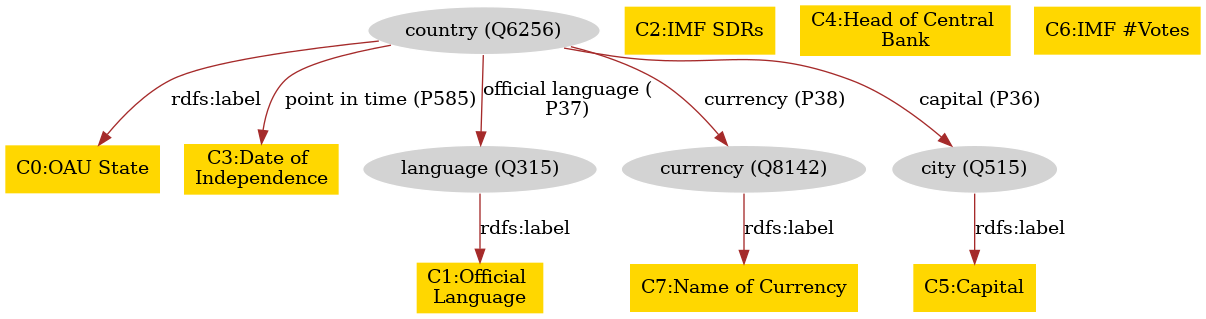 country (Q6256)
C2:IMF SDRs
C4:Head of Central
Bank
C6:IMF #Votes
rdfs:label
point in time (P585)
official language (
P37)
currency (P38)
capital (P36)
C0:OAU State
C3:Date of
Independence
language (Q315)
currency (Q8142)
city (Q515)
rdfs:label
rdfs:label
rdfs:label
C1:Official
Language
C7:Name of Currency
C5:Capital